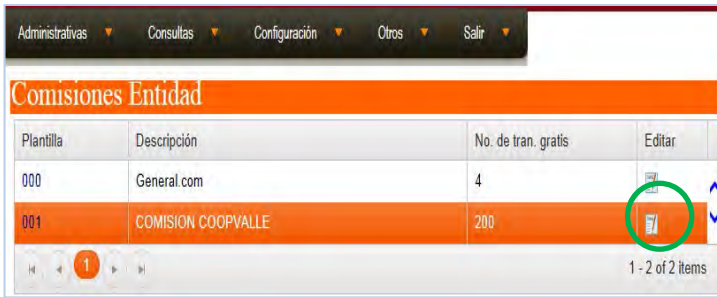 Administrativas Consultas Configuración Otros Salir
Comisiones Entidad
Plantilla Descripción No. de tran. gratis Editar
000 General.com 4
001 COMISION COOPVALLE 200
1 1 - 2 of 2 items